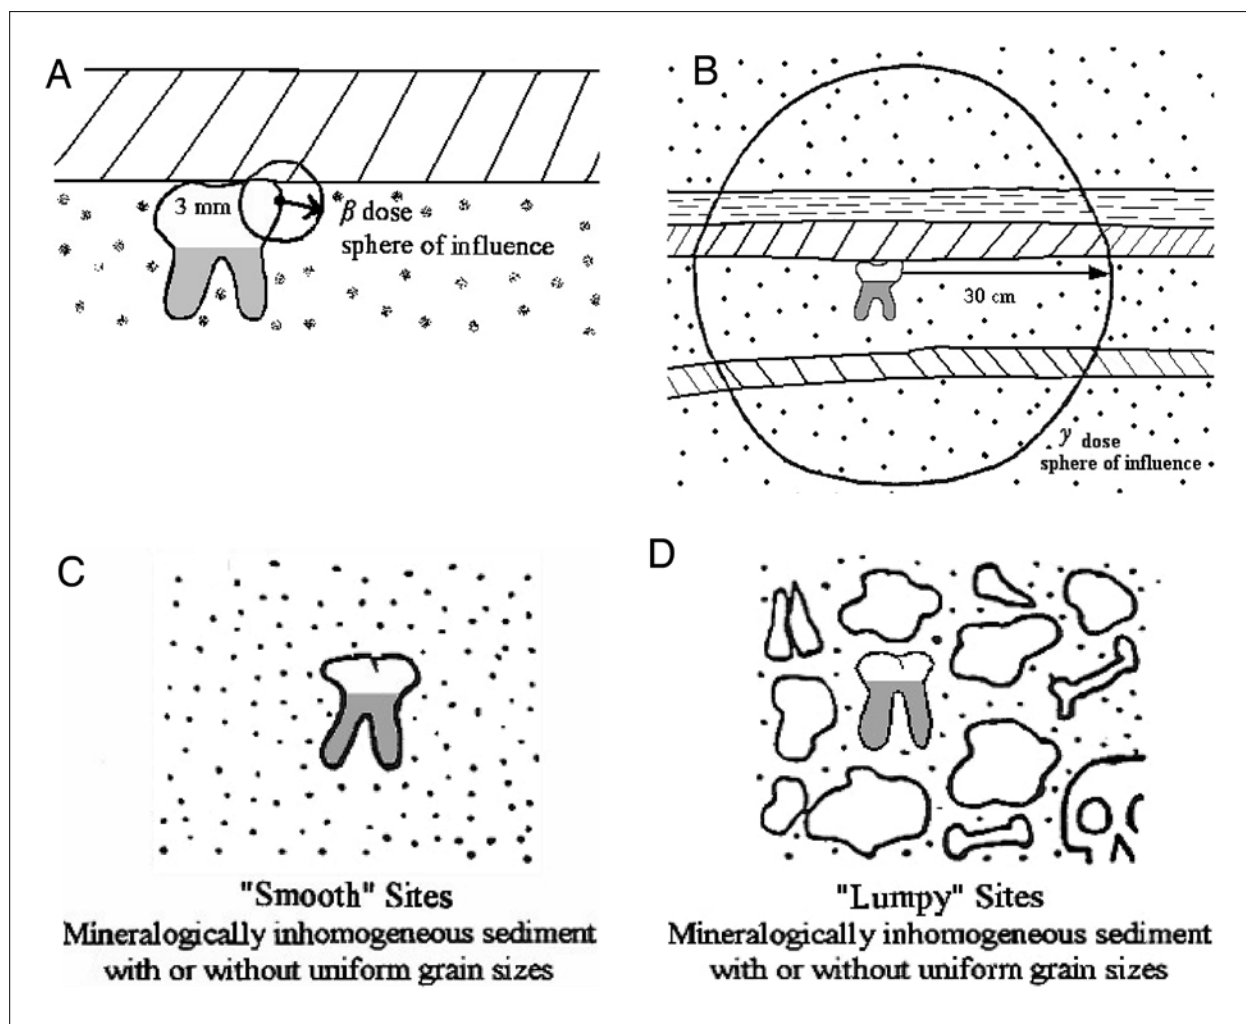 A
3 mm
β dose
sphere of influence
B
30 cm
γ dose
sphere of influence
C
"Smooth" Sites
Mineralogically inhomogeneous sediment
with or without uniform grain sizes
D
"Lumpy" Sites
Mineralogically inhomogeneous sediment
with or without uniform grain sizes